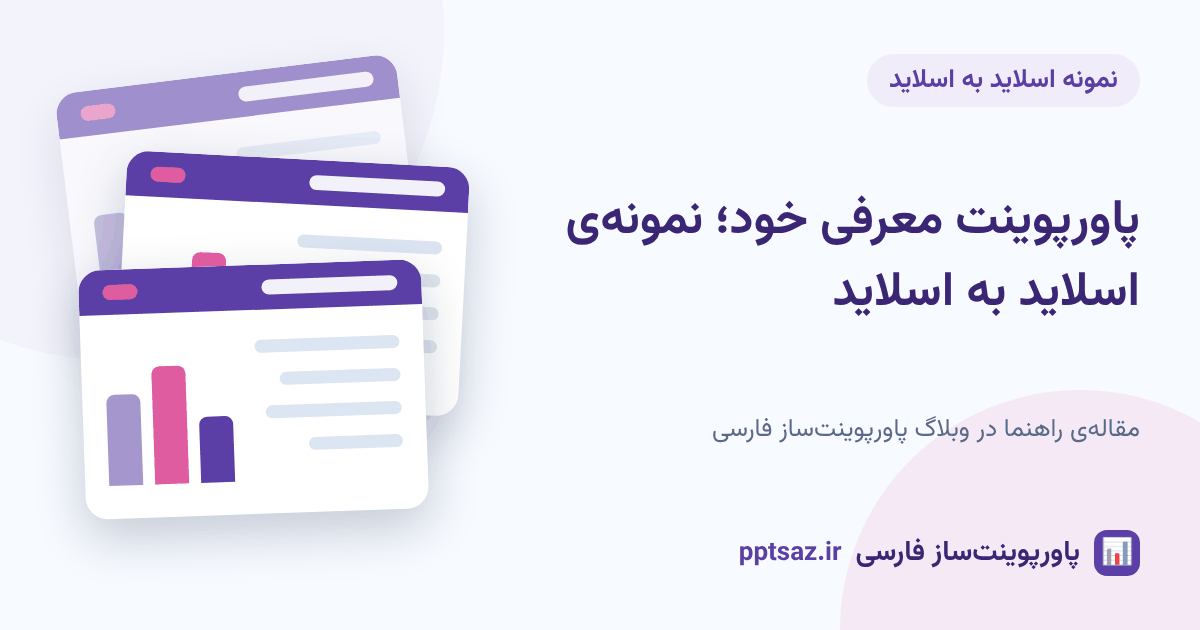 نمونه اسلاید به اسلاید
پاورپوینت معرفی خود؛ نمونه‌ی
اسلاید به اسلاید
مقاله‌ی راهنما در وبلاگ پاورپوینت‌ساز فارسی
پاورپوینت‌ساز فارسی pptsaz.ir